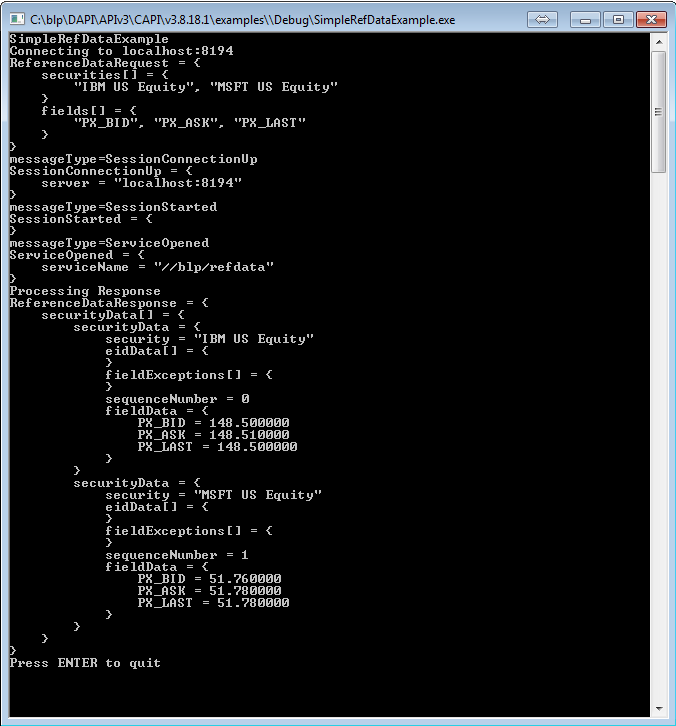 C:\blp\DAPI\APIv3\CAPI\v3.8.18.1\examples\\Debug\SimpleRefDataExample.exe
SimpleRefDataExample
Connecting to localhost:8194
ReferenceDataRequest = {
    securities[] = {
        "IBM US Equity", "MSFT US Equity"
    }
    fields[] = {
        "PX_BID", "PX_ASK", "PX_LAST"
    }
}
messageType=SessionConnectionUp
SessionConnectionUp = {
    server = "localhost:8194"
}
messageType=SessionStarted
SessionStarted = {
}
messageType=ServiceOpened
ServiceOpened = {
    serviceName = "//blp/refdata"
}
Processing Response
ReferenceDataResponse = {
    securityData[] = {
        securityData = {
            security = "IBM US Equity"
            eidData[] = {
            }
            fieldExceptions[] = {
            }
            sequenceNumber = 0
            fieldData = {
                PX_BID = 148.500000
                PX_ASK = 148.510000
                PX_LAST = 148.500000
            }
        }
        securityData = {
            security = "MSFT US Equity"
            eidData[] = {
            }
            fieldExceptions[] = {
            }
            sequenceNumber = 1
            fieldData = {
                PX_BID = 51.760000
                PX_ASK = 51.780000
                PX_LAST = 51.780000
            }
        }
    }
}
Press ENTER to quit